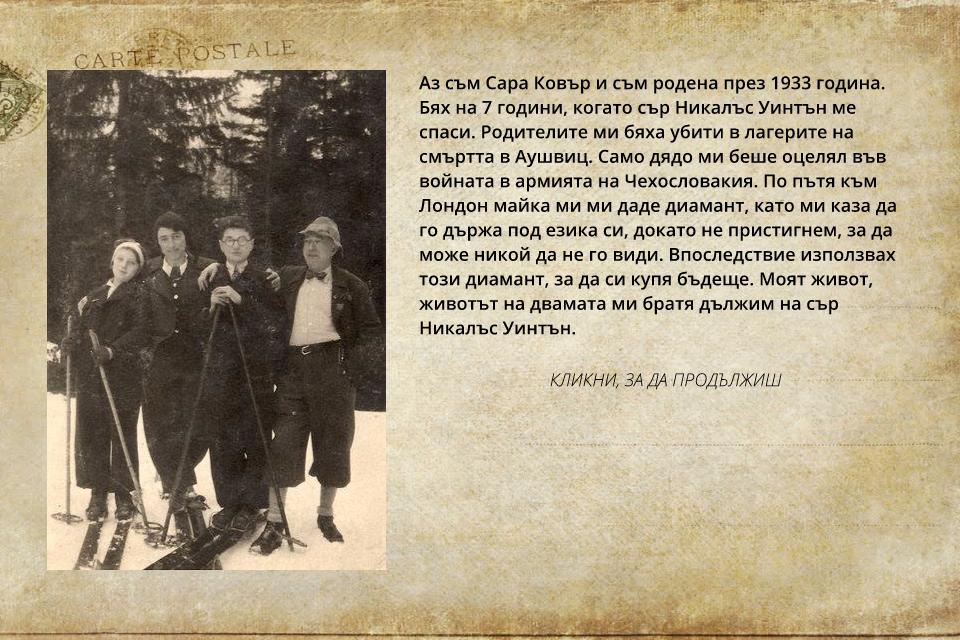 CARTE POSTALE
Аз съм Сара Ковър и съм родена през 1933 година.
Бях на 7 години, когато сър Никалъс Уинтън ме
спаси. Родителите ми бяха убити в лагерите на
смъртта в Аушвиц. Само дядо ми беше оцелял във
войната в армията на Чехословакия. По пътя към
Лондон майка ми ми даде диамант, като ми каза да
го държа под езика си, докато не пристигнем, за да
може никой да не го види. Впоследствие използвах
този диамант, за да си купя бъдеще. Моят живот,
животът на двамата ми братя дължим на сър
Никалъс Уинтън.
КЛИКНИ, ЗА ДА ПРОДЪЛЖИШ